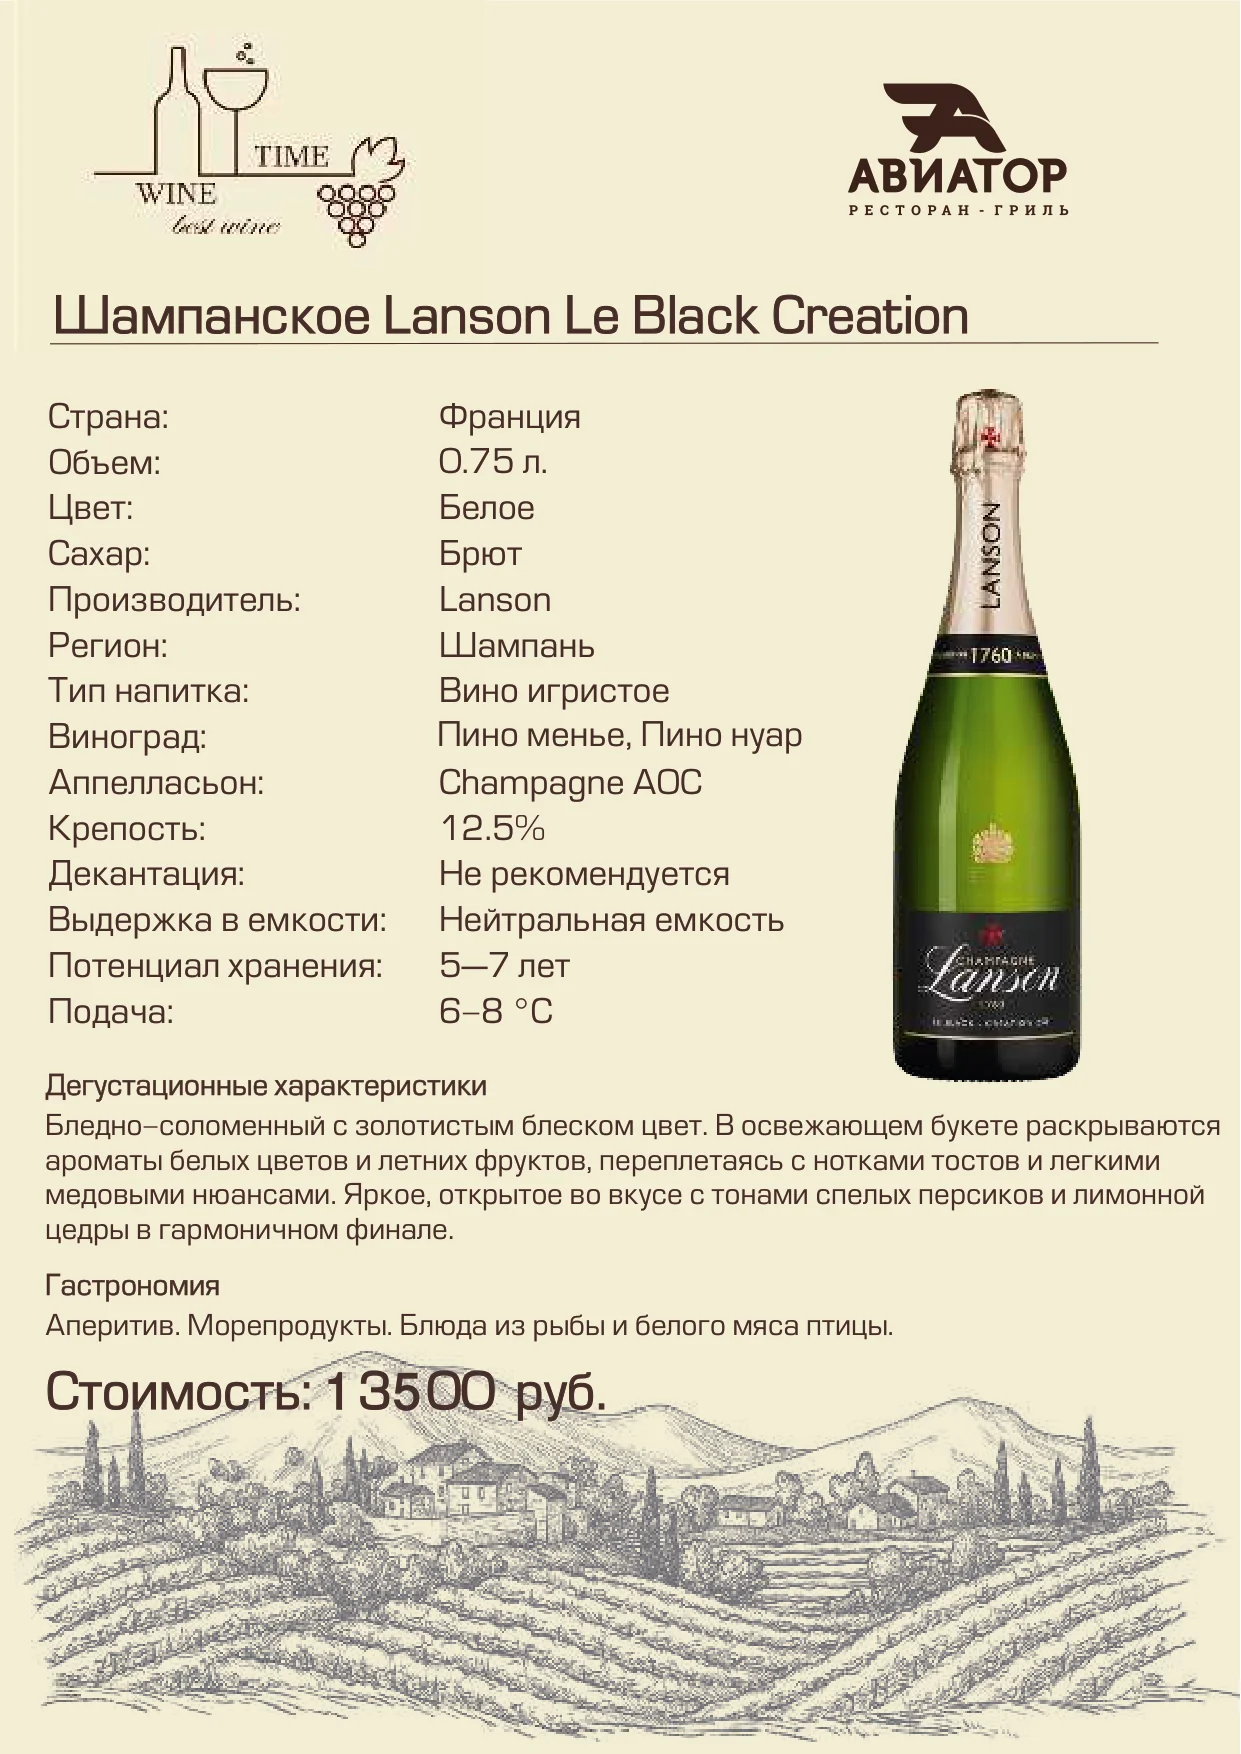 TIME
WINE
best wine
АВИАТОР
РЕСТОРАН-ГРИЛЬ
Шампанское Lanson Le Black Creation
Страна: Франция
Объем: 0.75 л.
Цвет: Белое
Сахар: Брют
Производитель: Lanson
Регион: Шампань
Тип напитка: Вино игристое
Виноград: Пино менье, Пино нуар
Аппелласьон: Champagne AOC
Крепость: 12.5%
Декантация: Не рекомендуется
Выдержка в емкости: Нейтральная емкость
Потенциал хранения: 5—7 лет
Подача: 6–8 °C
LANSON
1760
CHAMPAGNE
Lanson
1760
Дегустационные характеристики
Бледно–соломенный с золотистым блеском цвет. В освежающем букете раскрываются
ароматы белых цветов и летних фруктов, переплетаясь с нотками тостов и легкими
медовыми нюансами. Яркое, открытое во вкусе с тонами спелых персиков и лимонной
цедры в гармоничном финале.
Гастрономия
Аперитив. Морепродукты. Блюда из рыбы и белого мяса птицы.
Стоимость: 13500 руб.